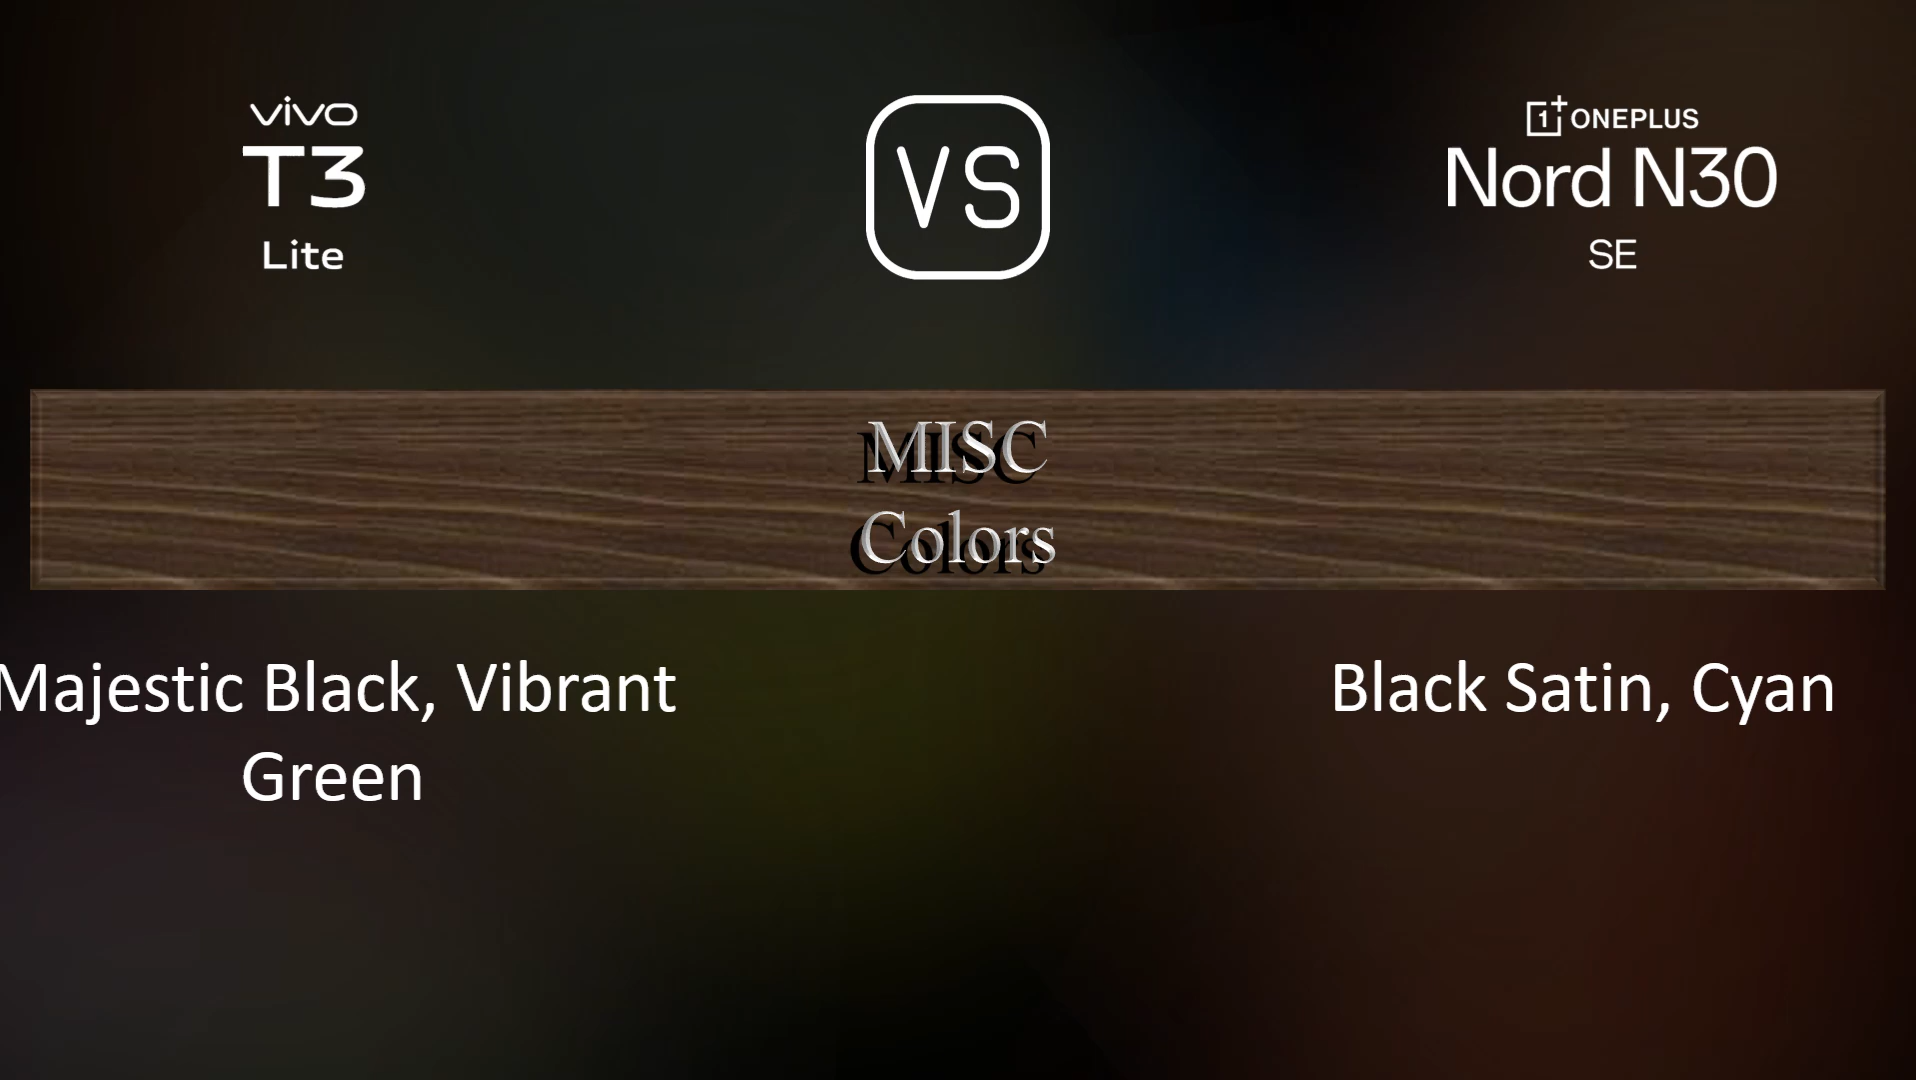 vivo
T3
Lite
VS
1+ ONEPLUS
Nord N30
SE
MISC
Colors
Majestic Black, Vibrant
Green
Black Satin, Cyan